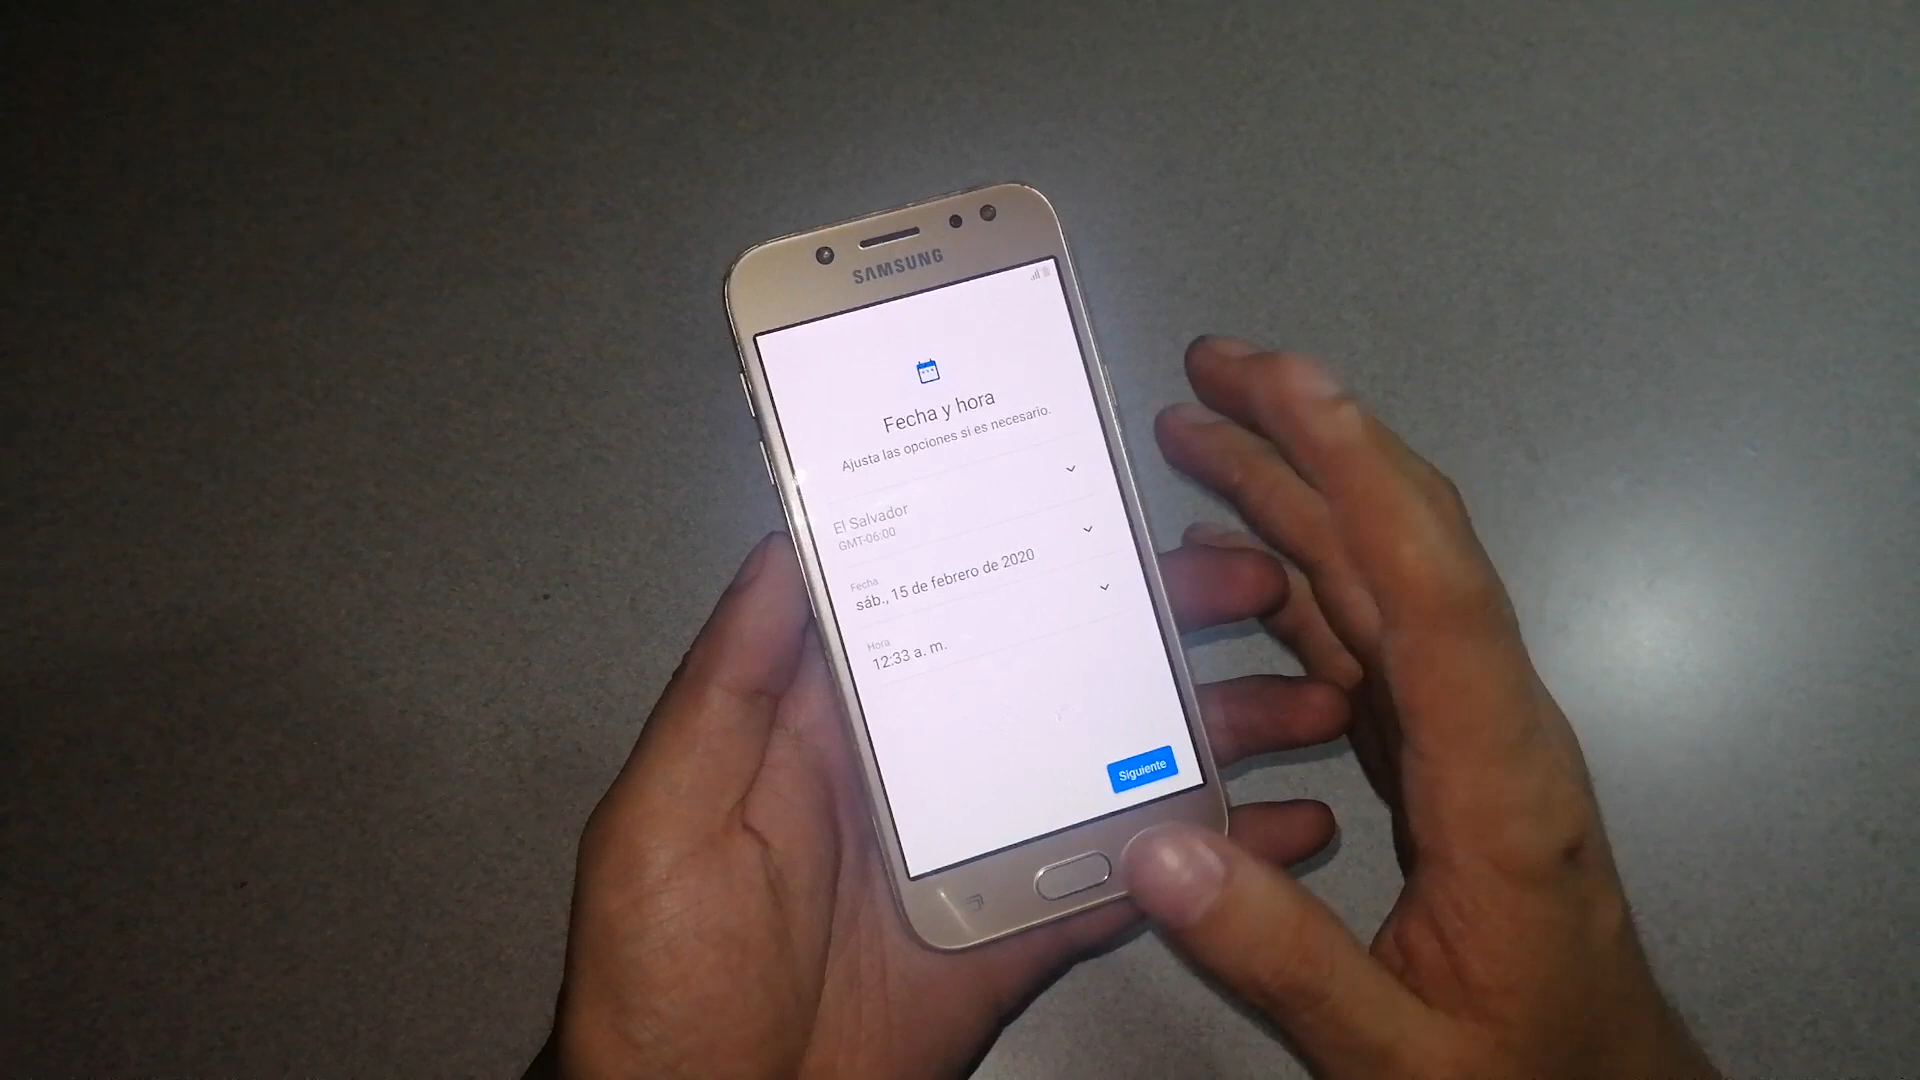 SAMSUNG
Fecha y hora
Ajusta las opciones si es necesario.
El Salvador
GMT-06:00
Fecha
sáb., 15 de febrero de 2020
Hora
12:33 a. m.
Siguiente